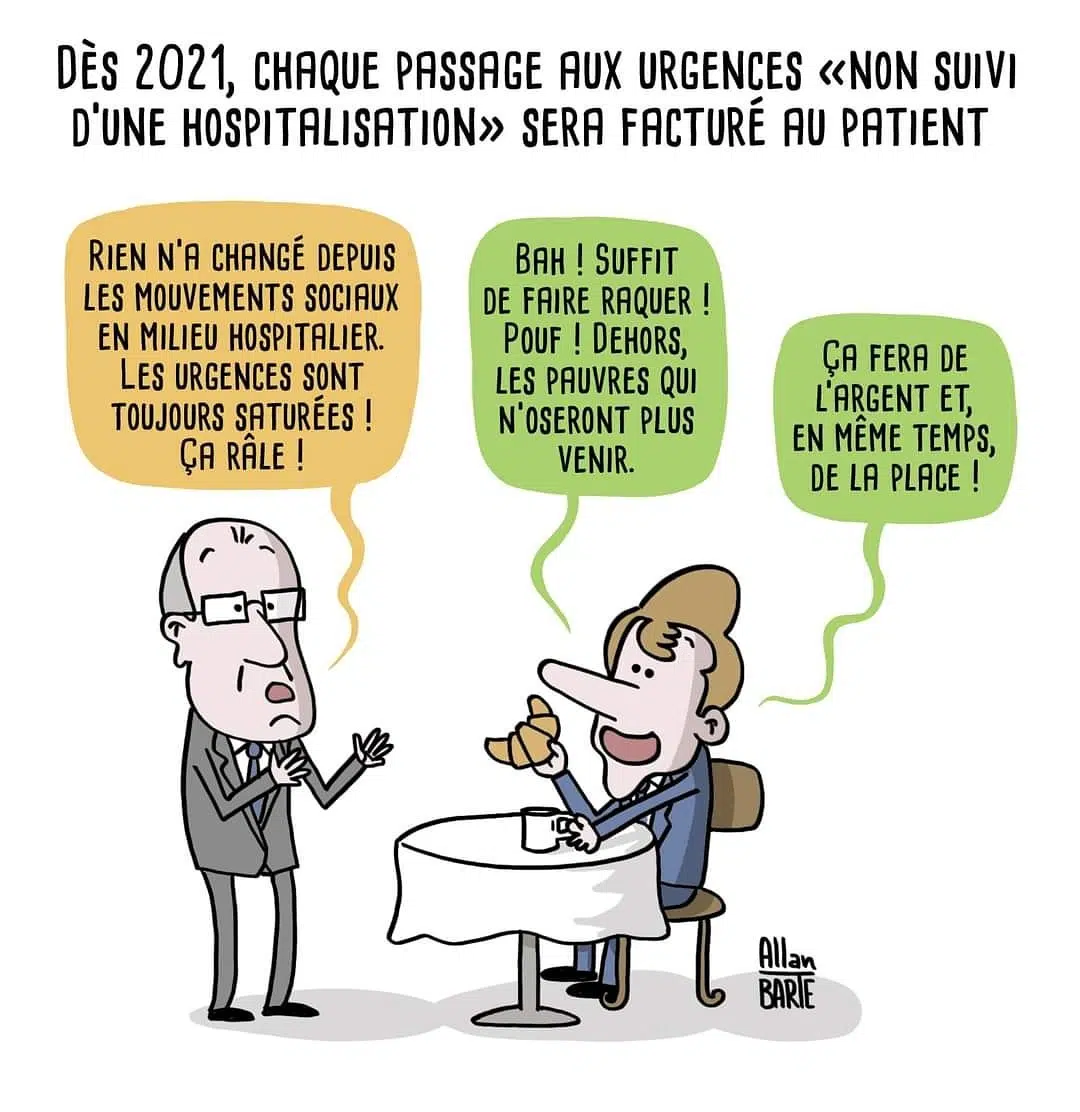 DÈS 2021, CHAQUE PASSAGE AUX URGENCES «NON SUIVI
D'UNE HOSPITALISATION» SERA FACTURÉ AU PATIENT
RIEN N'A CHANGÉ DEPUIS
LES MOUVEMENTS SOCIAUX
EN MILIEU HOSPITALIER.
LES URGENCES SONT
TOUJOURS SATURÉES !
ÇA RÂLE !
BAH ! SUFFIT
DE FAIRE RAQUER !
POUF ! DEHORS,
LES PAUVRES QUI
N'OSERONT PLUS
VENIR.
ÇA FERA DE
L'ARGENT ET,
EN MÊME TEMPS,
DE LA PLACE !
Allan
BARTE